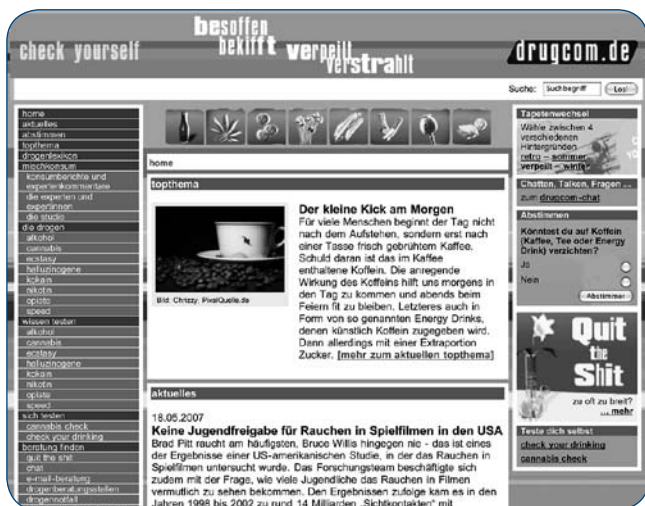 check yourself
besoffen
bekifft verpeilt
verstrahlt
drugcom.de
Suche: Suchbegriff Los!
home
aktuelles
abstimmen
topthema
drogenlexikon
mischkonsum
konsumberichte und
expertenkommentare
die experten und
expertinnen
die studie
die drogen
alkohol
cannabis
ecstasy
halluzinogene
kokain
nikotin
opiate
speed
wissen testen
alkohol
cannabis
ecstasy
halluzinogene
kokain
nikotin
opiate
speed
sich testen
cannabis check
check your drinking
beratung finden
quit the shit
chat
e-mail-beratung
drogenberatungsstellen
drogennotfall
home
topthema
Bild: Chrizzy, PixelQuelle.de
Der kleine Kick am Morgen
Für viele Menschen beginnt der Tag nicht
nach dem Aufstehen, sondern erst nach
einer Tasse frisch gebrühtem Kaffee.
Schuld daran ist das im Kaffee
enthaltene Koffein. Die anregende
Wirkung des Koffeins hilft uns morgens in
den Tag zu kommen und abends beim
Feiern fit zu bleiben. Letzteres auch in
Form von so genannten Energy Drinks,
denen künstlich Koffein zugegeben wird.
Dann allerdings mit einer Extraportion
Zucker. [mehr zum aktuellen topthema]
aktuelles
18.05.2007
Keine Jugendfreigabe für Rauchen in Spielfilmen in den USA
Brad Pitt raucht am häufigsten, Bruce Willis hingegen nie - das ist eines
der Ergebnisse einer US-amerikanischen Studie, in der das Rauchen in
Spielfilmen untersucht wurde. Das Forschungsteam beschäftigte sich
zudem mit der Frage, wie viele Jugendliche das Rauchen in Filmen
vermutlich zu sehen bekommen. Den Ergebnissen zufolge kam es in den
Jahren 1998 bis 2002 zu rund 14 Milliarden „Sichtkontakten" mit
Tapetenwechsel
Wähle zwischen 4
verschiedenen
Hintergründen
retro – sommer
verpeilt – winter
Chatten, Talken, Fragen ...
zum drugcom-chat
Abstimmen
Könntest du auf Koffein
(Kaffee, Tee oder Energy
Drink) verzichten?
Ja
Nein
Abstimmen
Quit
the
Shit
zu oft zu breit?
... mehr
Teste dich selbst
check your drinking
cannabis check